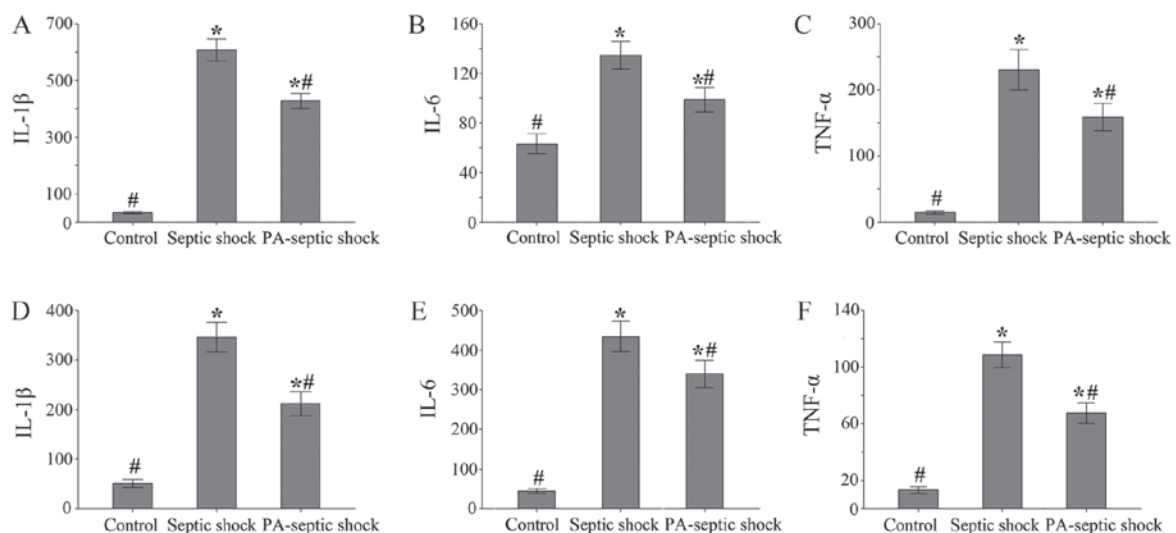 A
IL-1β
700
500
300
100
0
#
*
*#
Control Septic shock PA-septic shock
B
IL-6
160
120
80
40
0
#
*
*#
Control Septic shock PA-septic shock
C
TNF-α
300
200
100
0
#
*
*#
Control Septic shock PA-septic shock
D
IL-1β
400
300
200
100
0
#
*
*#
Control Septic shock PA-septic shock
E
IL-6
500
400
300
200
100
0
#
*
*#
Control Septic shock PA-septic shock
F
TNF-α
140
100
60
20
0
#
*
*#
Control Septic shock PA-septic shock